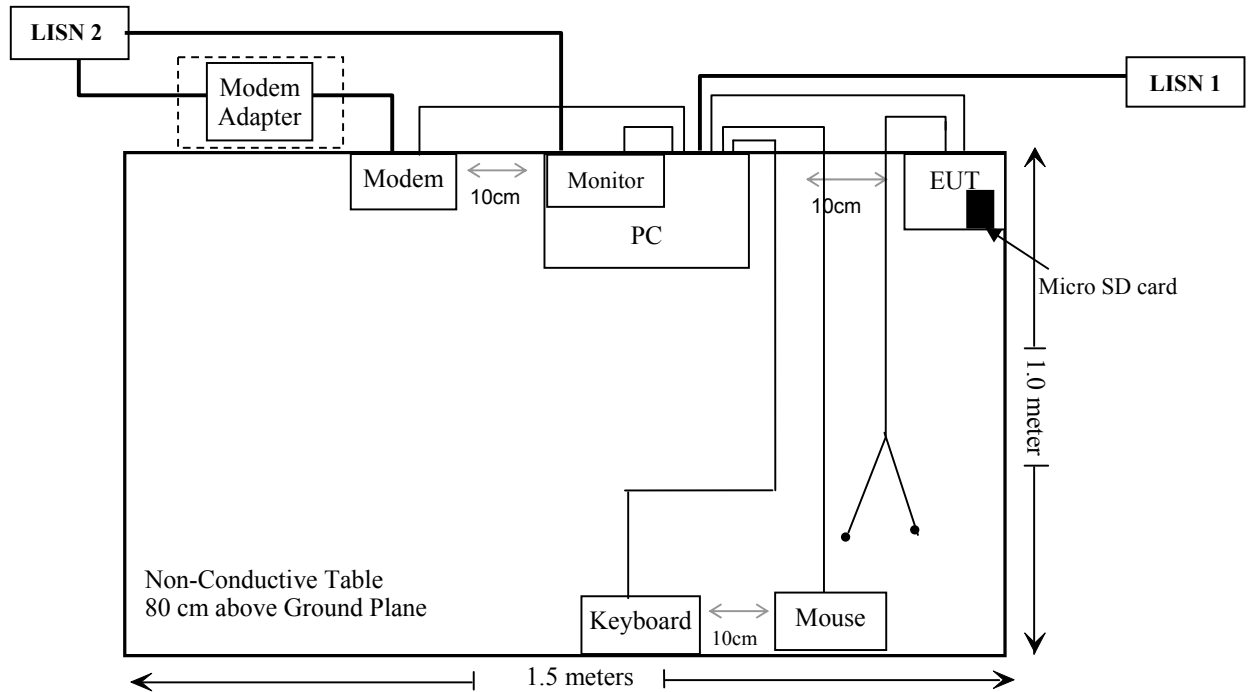 LISN 2
LISN 1
Modem
Adapter
Modem
10cm
Monitor
PC
10cm
EUT
Micro SD card
1.0 meter
Non-Conductive Table
80 cm above Ground Plane
Keyboard
10cm
Mouse
1.5 meters